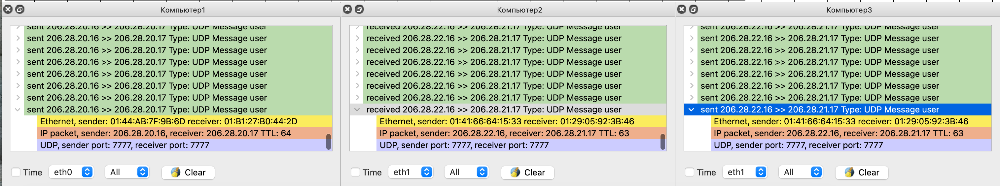 Компьютер1
sent 206.28.20.16 >> 206.28.20.17 Type: UDP Message user
sent 206.28.20.16 >> 206.28.20.17 Type: UDP Message user
sent 206.28.20.16 >> 206.28.20.17 Type: UDP Message user
sent 206.28.20.16 >> 206.28.20.17 Type: UDP Message user
sent 206.28.20.16 >> 206.28.20.17 Type: UDP Message user
sent 206.28.20.16 >> 206.28.20.17 Type: UDP Message user
sent 206.28.20.16 >> 206.28.20.17 Type: UDP Message user
sent 206.28.20.16 >> 206.28.20.17 Type: UDP Message user
Ethernet, sender: 01:44:AB:7F:9B:6D receiver: 01:B1:27:B0:44:2D
IP packet, sender: 206.28.20.16, receiver: 206.28.20.17 TTL: 64
UDP, sender port: 7777, receiver port: 7777
Time eth0 All Clear
Компьютер2
received 206.28.22.16 >> 206.28.21.17 Type: UDP Message user
received 206.28.22.16 >> 206.28.21.17 Type: UDP Message user
received 206.28.22.16 >> 206.28.21.17 Type: UDP Message user
received 206.28.22.16 >> 206.28.21.17 Type: UDP Message user
received 206.28.22.16 >> 206.28.21.17 Type: UDP Message user
received 206.28.22.16 >> 206.28.21.17 Type: UDP Message user
received 206.28.22.16 >> 206.28.21.17 Type: UDP Message user
received 206.28.22.16 >> 206.28.21.17 Type: UDP Message user
Ethernet, sender: 01:41:66:64:15:33 receiver: 01:29:05:92:3B:46
IP packet, sender: 206.28.22.16, receiver: 206.28.21.17 TTL: 63
UDP, sender port: 7777, receiver port: 7777
Time eth1 All Clear
Компьютер3
sent 206.28.22.16 >> 206.28.21.17 Type: UDP Message user
sent 206.28.22.16 >> 206.28.21.17 Type: UDP Message user
sent 206.28.22.16 >> 206.28.21.17 Type: UDP Message user
sent 206.28.22.16 >> 206.28.21.17 Type: UDP Message user
sent 206.28.22.16 >> 206.28.21.17 Type: UDP Message user
sent 206.28.22.16 >> 206.28.21.17 Type: UDP Message user
sent 206.28.22.16 >> 206.28.21.17 Type: UDP Message user
sent 206.28.22.16 >> 206.28.21.17 Type: UDP Message user
Ethernet, sender: 01:41:66:64:15:33 receiver: 01:29:05:92:3B:46
IP packet, sender: 206.28.22.16, receiver: 206.28.21.17 TTL: 63
UDP, sender port: 7777, receiver port: 7777
Time eth1 All Clear